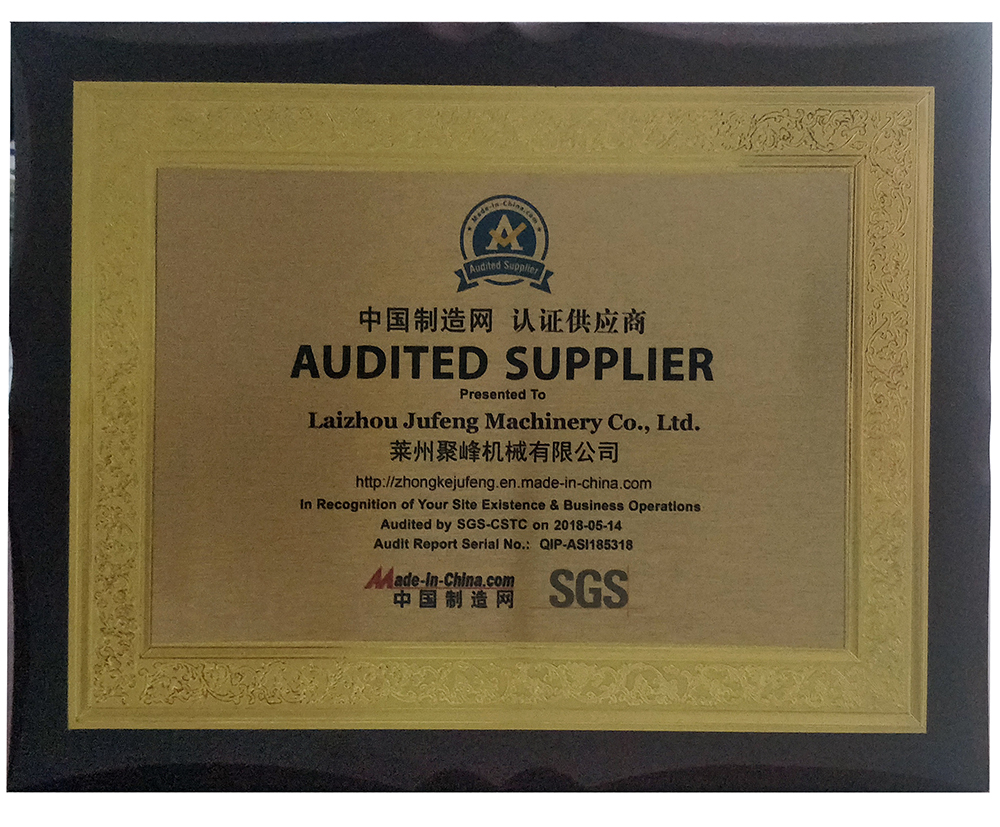 Made-in-China.com
Audited Supplier
中国制造网 认证供应商
AUDITED SUPPLIER
Presented To
Laizhou Jufeng Machinery Co., Ltd.
莱州聚峰机械有限公司
http://zhongkejufeng.en.made-in-china.com
In Recognition of Your Site Existence & Business Operations
Audited by SGS-CSTC on 2018-05-14
Audit Report Serial No.: QIP-ASI185318
Made-in-China.com
中国制造网
SGS